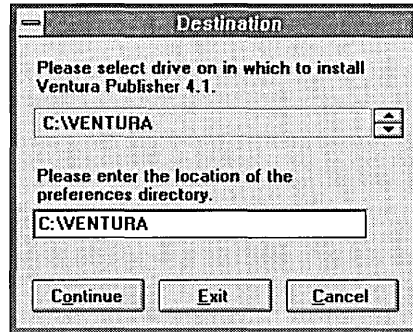 Destination
Please select drive on in which to install
Ventura Publisher 4.1.
C:\VENTURA
Please enter the location of the
preferences directory.
C:\VENTURA
Continue Exit Cancel